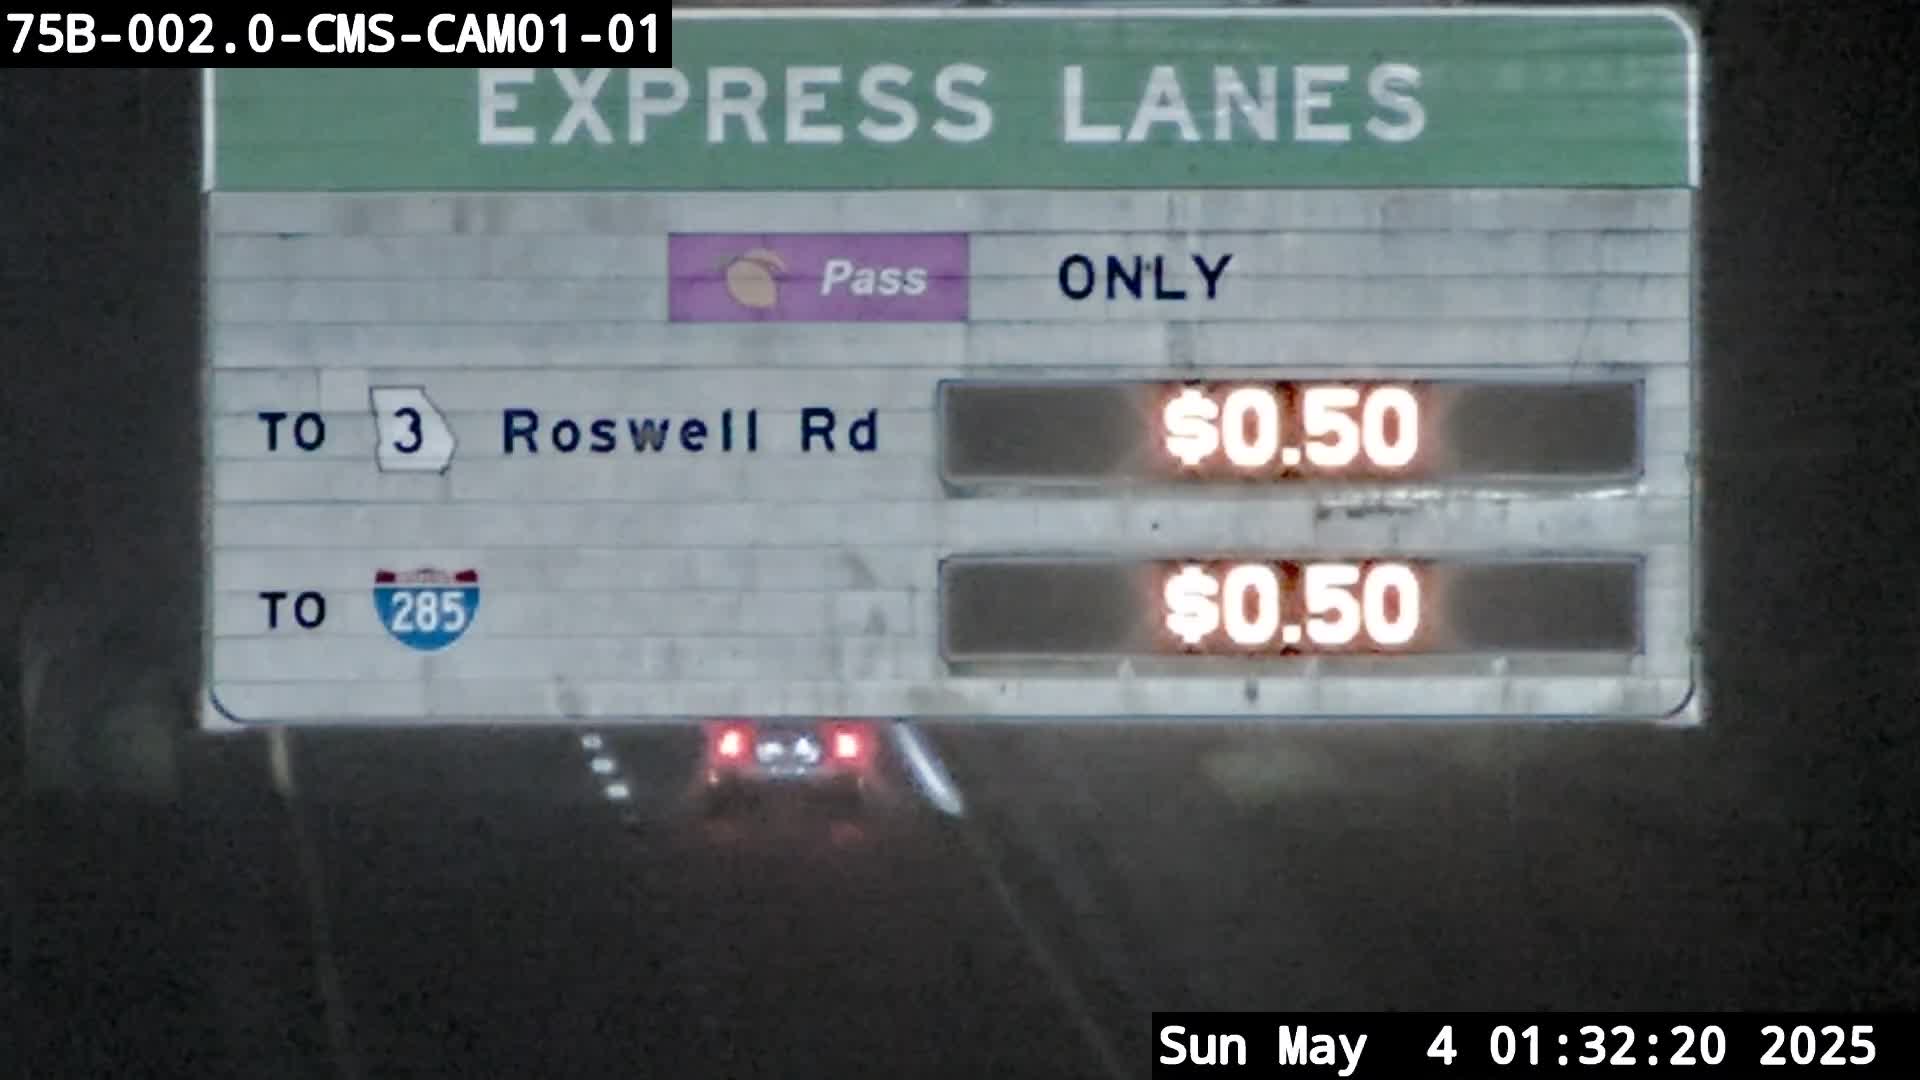 75B-002.0-CMS-CAM01-01
EXPRESS LANES
Pass ONLY
TO 3 Roswell Rd $0.50
TO 285 $0.50
Sun May 4 01:32:20 2025